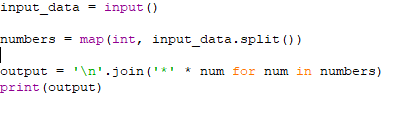 input_data = input()
numbers = map(int, input_data.split())
output = '\n'.join('*' * num for num in numbers)
print(output)